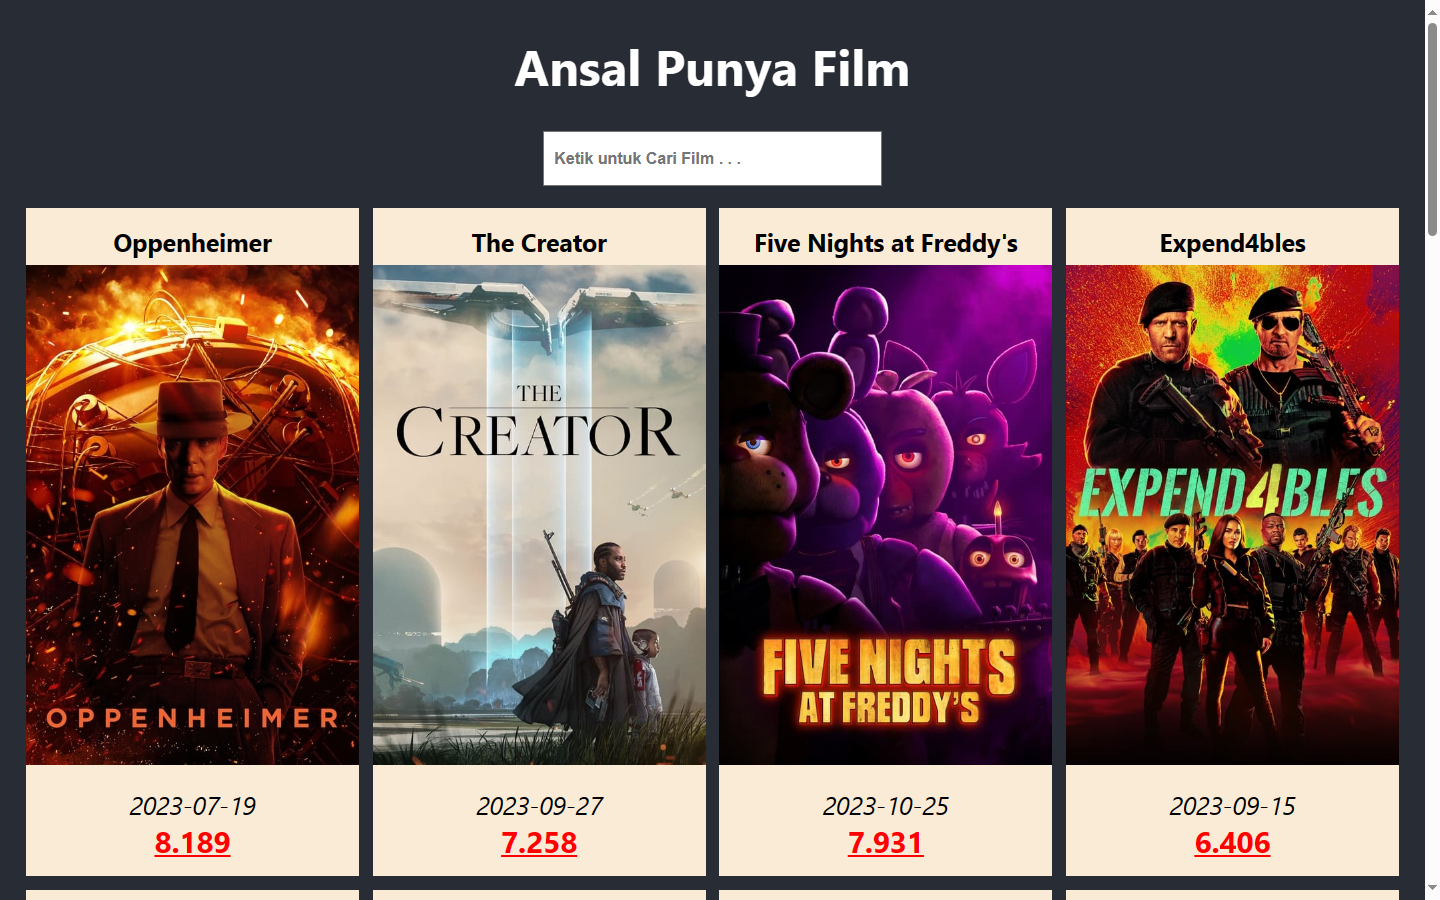 Ansal Punya Film
Ketik untuk Cari Film . . .
Oppenheimer
OPPENHEIMER
2023-07-19
8.189
The Creator
THE
CREATOR
2023-09-27
7.258
Five Nights at Freddy's
FIVE NIGHTS
AT FREDDY'S
2023-10-25
7.931
Expend4bles
EXPEND4BLES
2023-09-15
6.406